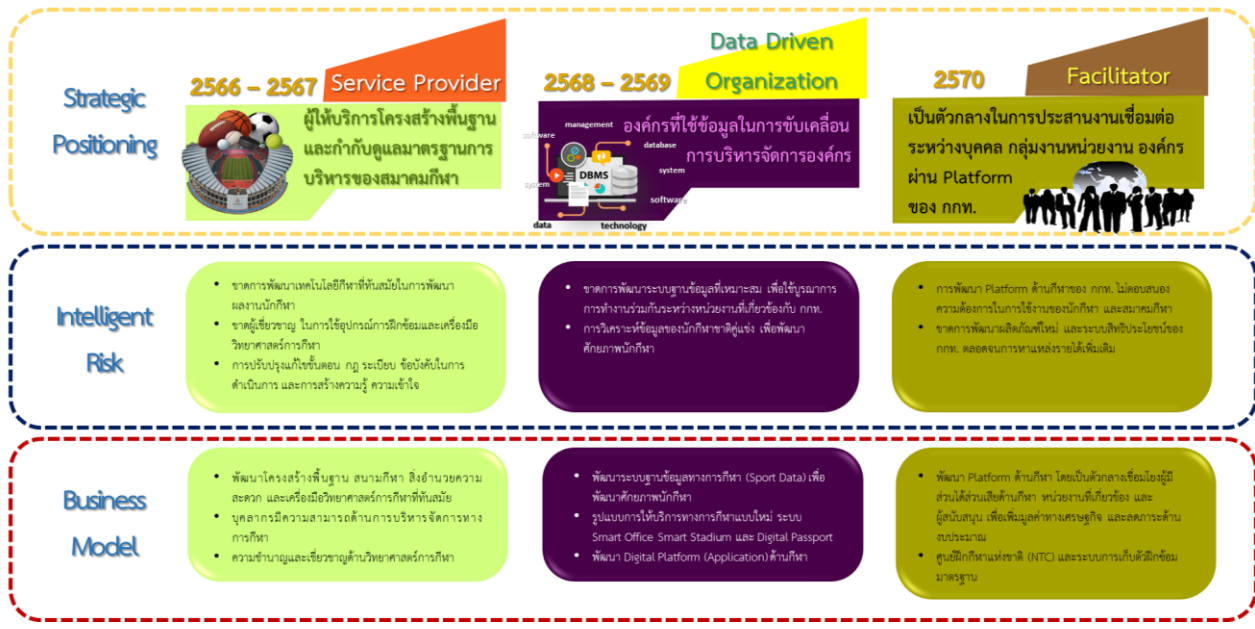 Strategic
Positioning
2566 – 2567
Service Provider
ผู้ให้บริการโครงสร้างพื้นฐาน
และกำกับดูแลมาตรฐานการ
บริหารของสมาคมกีฬา
2568 – 2569
Data Driven
Organization
องค์กรที่ใช้ข้อมูลในการขับเคลื่อน
การบริหารจัดการองค์กร
management
software
database
system
DBMS
system
software
data
technology
2570
Facilitator
เป็นตัวกลางในการประสานงานเชื่อมต่อ
ระหว่างบุคคล กลุ่มงานหน่วยงาน องค์กร
ผ่าน Platform
ของ กกท.
Intelligent
Risk
• ขาดการพัฒนาเทคโนโลยีกีฬาที่ทันสมัยในการพัฒนา
ผลงานนักกีฬา
• ขาดผู้เชี่ยวชาญ ในการใช้อุปกรณ์การฝึกซ้อมและเครื่องมือ
วิทยาศาสตร์การกีฬา
• การปรับปรุงแก้ไขขั้นตอน กฎ ระเบียบ ข้อบังคับในการ
ดำเนินการ และการสร้างความรู้ ความเข้าใจ
• ขาดการพัฒนาระบบฐานข้อมูลที่เหมาะสม เพื่อใช้บูรณาการ
การทำงานร่วมกันระหว่างหน่วยงานที่เกี่ยวข้องกับ กกท.
• การวิเคราะห์ข้อมูลของนักกีฬาชาติคู่แข่ง เพื่อพัฒนา
ศักยภาพนักกีฬา
• การพัฒนา Platform ด้านกีฬาของ กกท. ไม่ตอบสนอง
ความต้องการในการใช้งานของนักกีฬา และสมาคมกีฬา
• ขาดการพัฒนาผลิตภัณฑ์ใหม่ และระบบสิทธิประโยชน์ของ
กกท. ตลอดจนการหาแหล่งรายได้เพิ่มเติม
Business
Model
• พัฒนาโครงสร้างพื้นฐาน สนามกีฬา สิ่งอำนวยความ
สะดวก และเครื่องมือวิทยาศาสตร์การกีฬาที่ทันสมัย
• บุคลากรมีความสามารถด้านการบริหารจัดการทาง
การกีฬา
• ความชำนาญและเชี่ยวชาญด้านวิทยาศาสตร์การกีฬา
• พัฒนาระบบฐานข้อมูลทางการกีฬา (Sport Data) เพื่อ
พัฒนาศักยภาพนักกีฬา
• รูปแบบการให้บริการทางการกีฬาแบบใหม่ ระบบ
Smart Office Smart Stadium และ Digital Passport
• พัฒนา Digital Platform (Application) ด้านกีฬา
• พัฒนา Platform ด้านกีฬา โดยเป็นตัวกลางเชื่อมโยงผู้มี
ส่วนได้ส่วนเสียด้านกีฬา หน่วยงานที่เกี่ยวข้อง และ
ผู้สนับสนุน เพื่อเพิ่มมูลค่าทางเศรษฐกิจ และลดภาระด้าน
งบประมาณ
• ศูนย์ฝึกกีฬาแห่งชาติ (NTC) และระบบการเก็บตัวฝึกซ้อม
มาตรฐาน